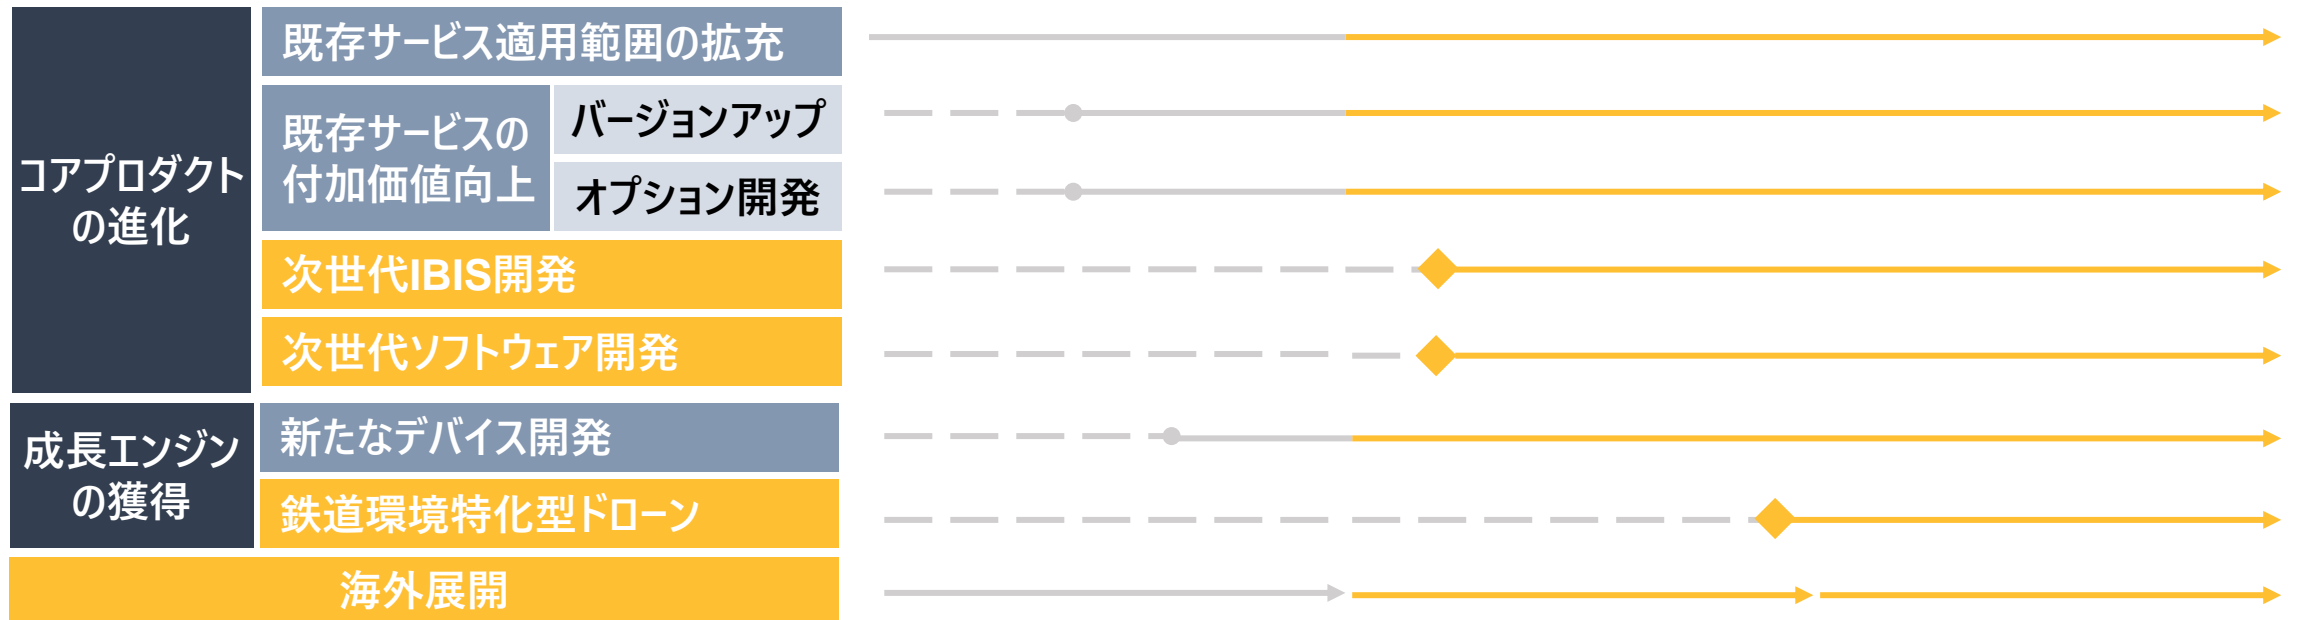 コアプロダクト
の進化
既存サービス適用範囲の拡充
既存サービスの
付加価値向上
バージョンアップ
オプション開発
次世代IBIS開発
次世代ソフトウェア開発
成長エンジン
の獲得
新たなデバイス開発
鉄道環境特化型ドローン
海外展開